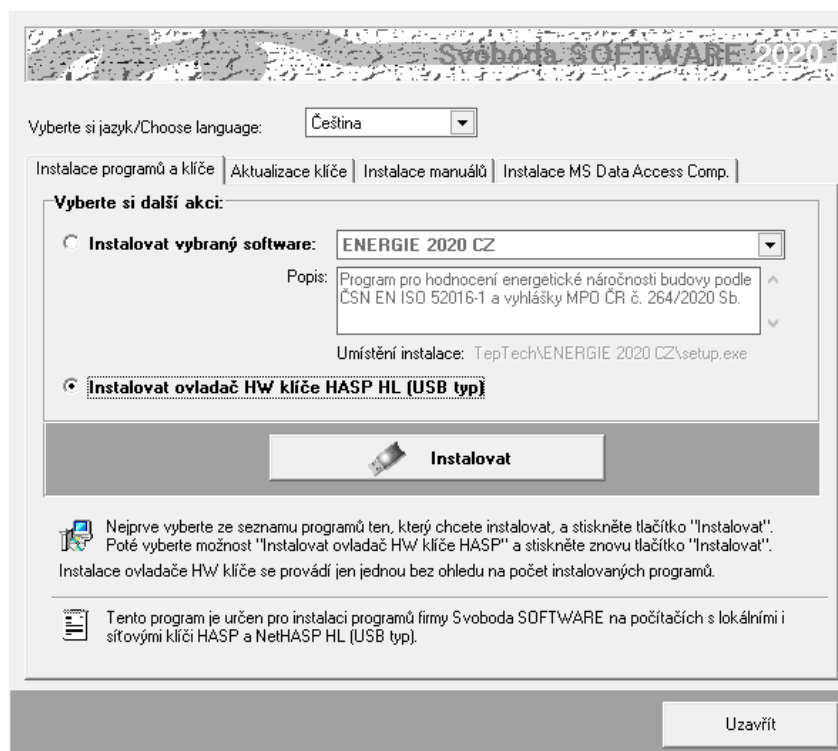 Svoboda SOFTWARE 2020
Vyberte si jazyk/Choose language: Čeština
Instalace programů a klíče Aktualizace klíče Instalace manuálů Instalace MS Data Access Comp.
Vyberte si další akci:
Instalovat vybraný software: ENERGIE 2020 CZ
Popis: Program pro hodnocení energetické náročnosti budovy podle
ČSN EN ISO 52016-1 a vyhlášky MPO ČR č. 264/2020 Sb.
Umístění instalace: TepTech\ENERGIE 2020 CZ\setup.exe
Instalovat ovladač HW klíče HASP HL (USB typ)
Instalovat
Nejprve vyberte ze seznamu programů ten, který chcete instalovat, a stiskněte tlačítko "Instalovat".
Poté vyberte možnost "Instalovat ovladač HW klíče HASP" a stiskněte znovu tlačítko "Instalovat".
Instalace ovladače HW klíče se provádí jen jednou bez ohledu na počet instalovaných programů.
Tento program je určen pro instalaci programů firmy Svoboda SOFTWARE na počítačích s lokálními i
síťovými klíči HASP a NetHASP HL (USB typ).
Uzavřít